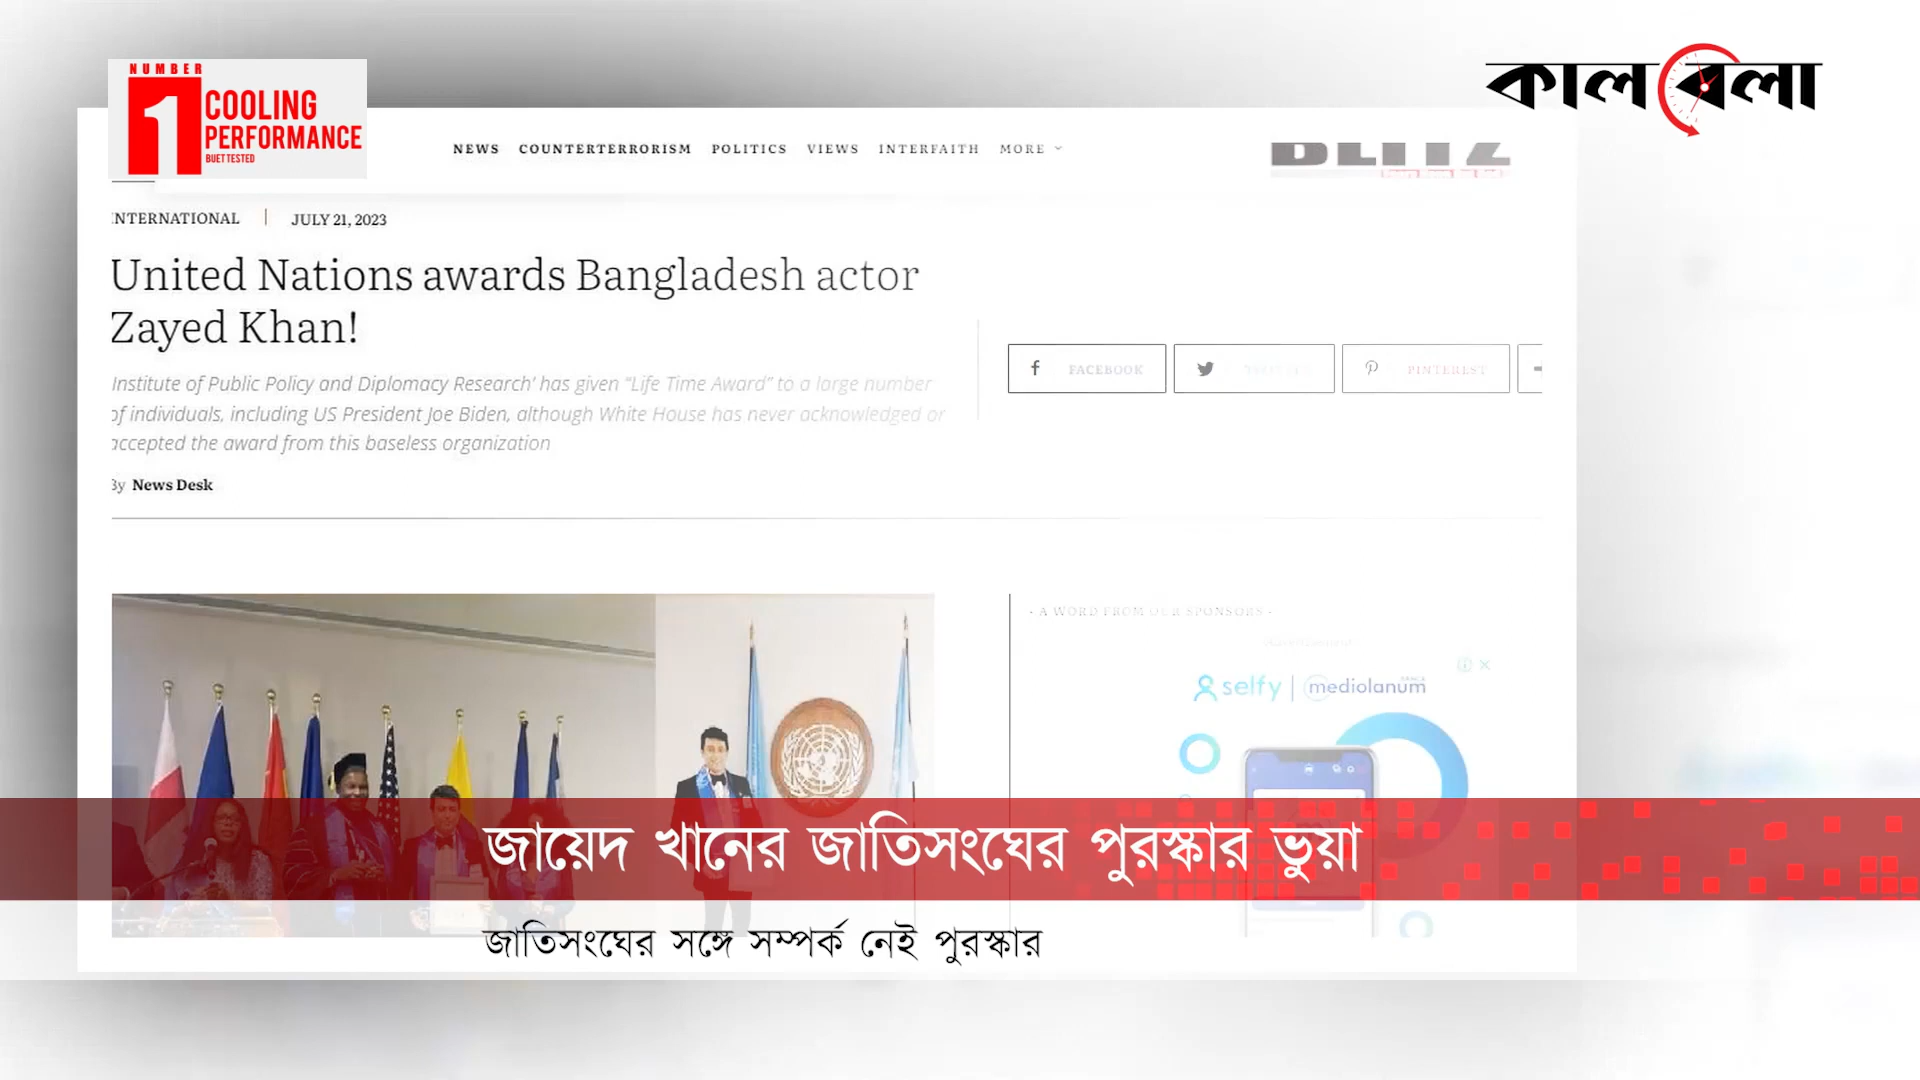 NUMBER
1 COOLING
PERFORMANCE
BUET TESTED
কালবেলা
NEWS COUNTERTERRORISM POLITICS VIEWS INTERFAITH MORE
BLITZ
INTERNATIONAL | JULY 21, 2023
United Nations awards Bangladesh actor
Zayed Khan!
Institute of Public Policy and Diplomacy Research' has given "Life Time Award" to a large number
of individuals, including US President Joe Biden, although White House has never acknowledged or
accepted the award from this baseless organization
By News Desk
FACEBOOK
PINTEREST
- A WORD FROM OUR SPONSORS -
selfy | mediolanum
জায়েদ খানের জাতিসংঘের পুরস্কার ভুয়া
জাতিসংঘের সঙ্গে সম্পর্ক নেই পুরস্কার